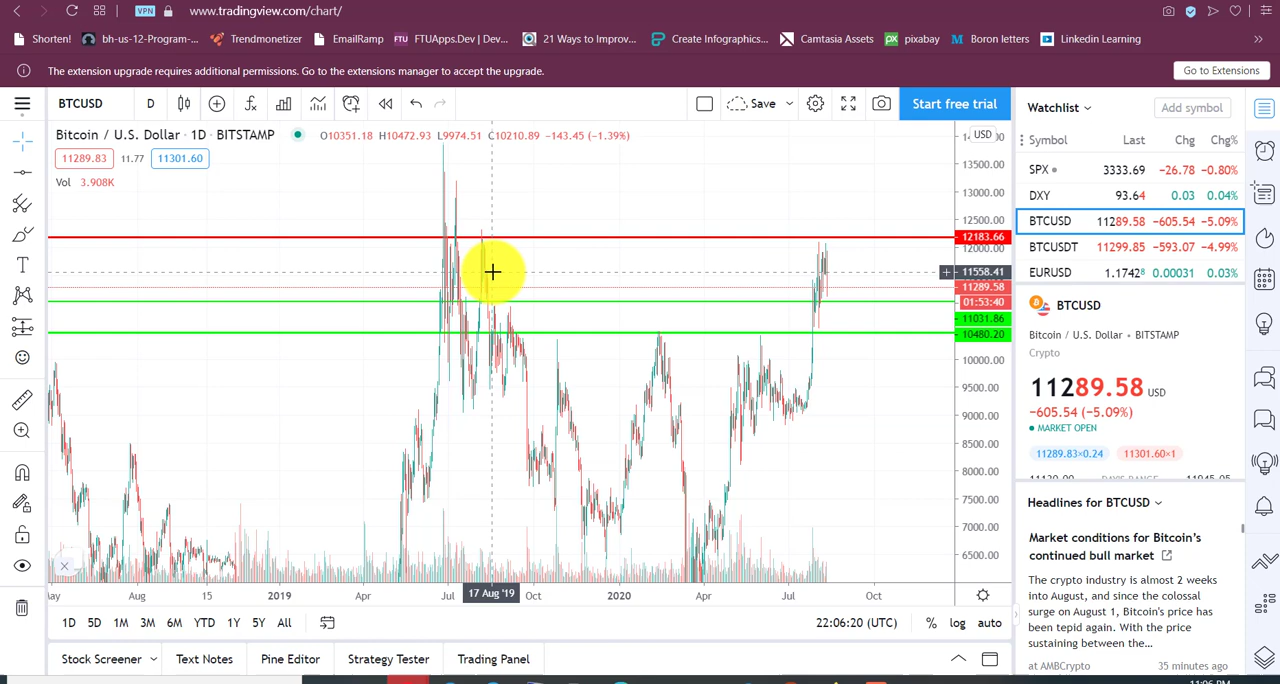 VPN www.tradingview.com/chart/
Shorten! bh-us-12-Program-... Trendmonetizer EmailRamp FTU FTUApps.Dev | Dev... 21 Ways to Improv... Create Infographics... Camtasia Assets px pixabay M Boron letters Linkedin Learning
The extension upgrade requires additional permissions. Go to the extensions manager to accept the upgrade. Go to Extensions
BTCUSD D Save Start free trial
Watchlist Add symbol
Bitcoin / U.S. Dollar · 1D · BITSTAMP O10351.18 H10472.93 L9974.51 C10210.89 −143.45 (−1.39%)
11289.83 11.77 11301.60
Vol 3.908K
USD
13500.00
13000.00
12500.00
12183.66
12000.00
11558.41
11289.58
01:53:40
11031.86
10480.20
10000.00
9500.00
9000.00
8500.00
8000.00
7500.00
7000.00
6500.00
Aug 15 2019 Apr Jul 17 Aug '19 Oct 2020 Apr Jul Oct
1D 5D 1M 3M 6M YTD 1Y 5Y All 22:06:20 (UTC) % log auto
Stock Screener Text Notes Pine Editor Strategy Tester Trading Panel
Symbol Last Chg Chg%
SPX 3333.69 −26.78 −0.80%
DXY 93.64 0.03 0.04%
BTCUSD 11289.58 −605.54 −5.09%
BTCUSDT 11299.85 −593.07 −4.99%
EURUSD 1.17428 0.00031 0.03%
BTCUSD
Bitcoin / U.S. Dollar • BITSTAMP
Crypto
11289.58 USD
−605.54 (−5.09%)
MARKET OPEN
11289.83×0.24 11301.60×1
Headlines for BTCUSD
Market conditions for Bitcoin's
continued bull market
The crypto industry is almost 2 weeks
into August, and since the colossal
surge on August 1, Bitcoin's price has
been tepid again. With the price
sustaining between the...
at AMBCrypto 35 minutes ago